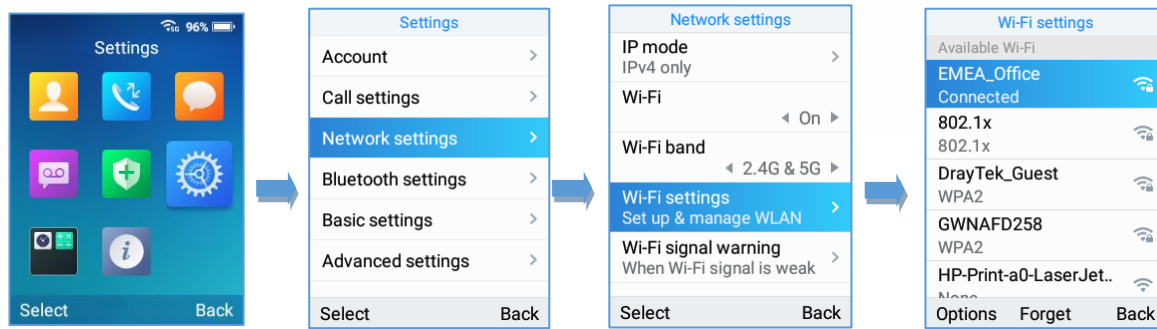 5G 96%
Settings
Select Back
Settings
Account
Call settings
Network settings
Bluetooth settings
Basic settings
Advanced settings
Select Back
Network settings
IP mode
IPv4 only
Wi-Fi
On
Wi-Fi band
2.4G & 5G
Wi-Fi settings
Set up & manage WLAN
Wi-Fi signal warning
When Wi-Fi signal is weak
Select Back
Wi-Fi settings
Available Wi-Fi
EMEA_Office
Connected
802.1x
802.1x
DrayTek_Guest
WPA2
GWNAFD258
WPA2
HP-Print-a0-LaserJet..
None
Options Forget Back